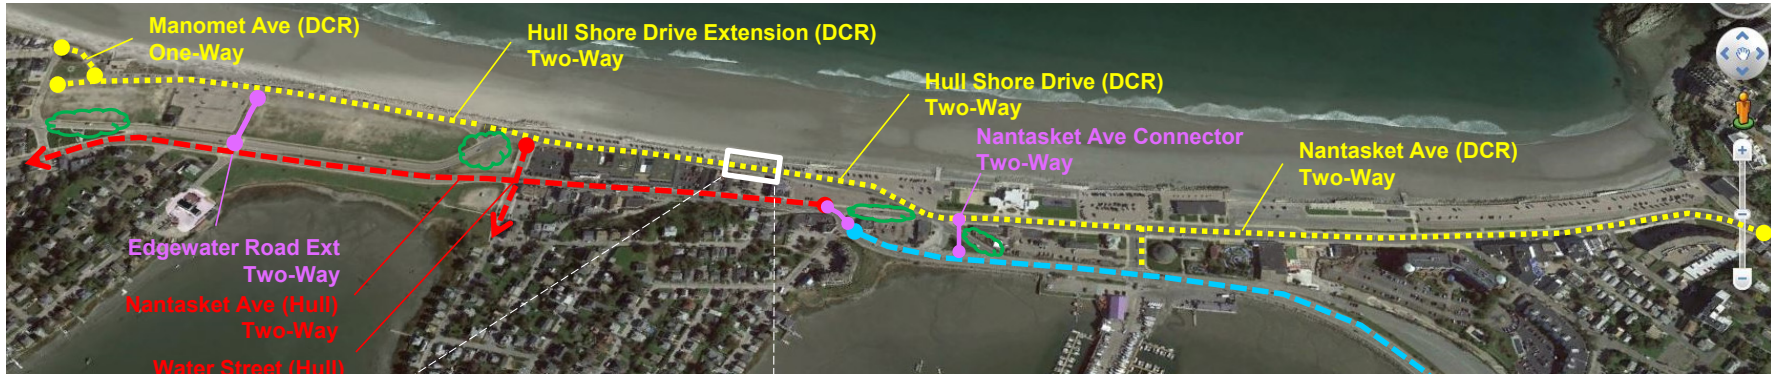 Manomet Ave (DCR)
One-Way
Hull Shore Drive Extension (DCR)
Two-Way
Hull Shore Drive (DCR)
Two-Way
Nantasket Ave Connector
Two-Way
Nantasket Ave (DCR)
Two-Way
Edgewater Road Ext
Two-Way
Nantasket Ave (Hull)
Two-Way
Water Street (Hull)